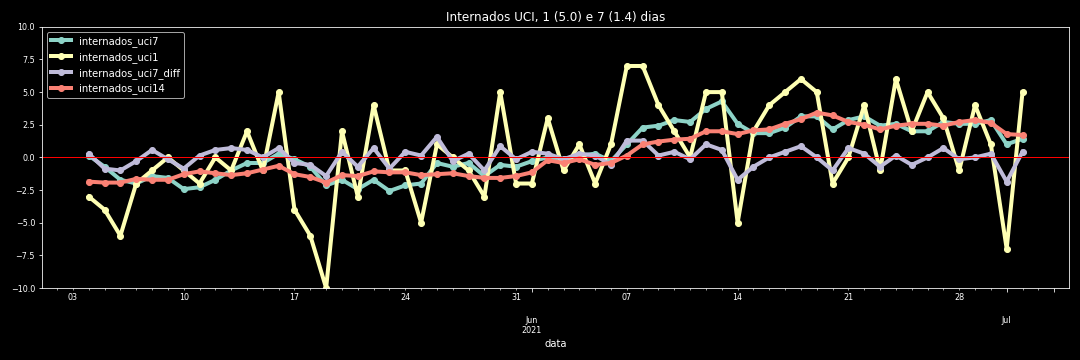 Internados UCI, 1 (5.0) e 7 (1.4) dias
internados_uci7
internados_uci1
internados_uci7_diff
internados_uci14
10.0
7.5
5.0
2.5
0.0
−2.5
−5.0
−7.5
−10.0
03 10 17 24 31 07 14 21 28
Jun Jul
2021
data